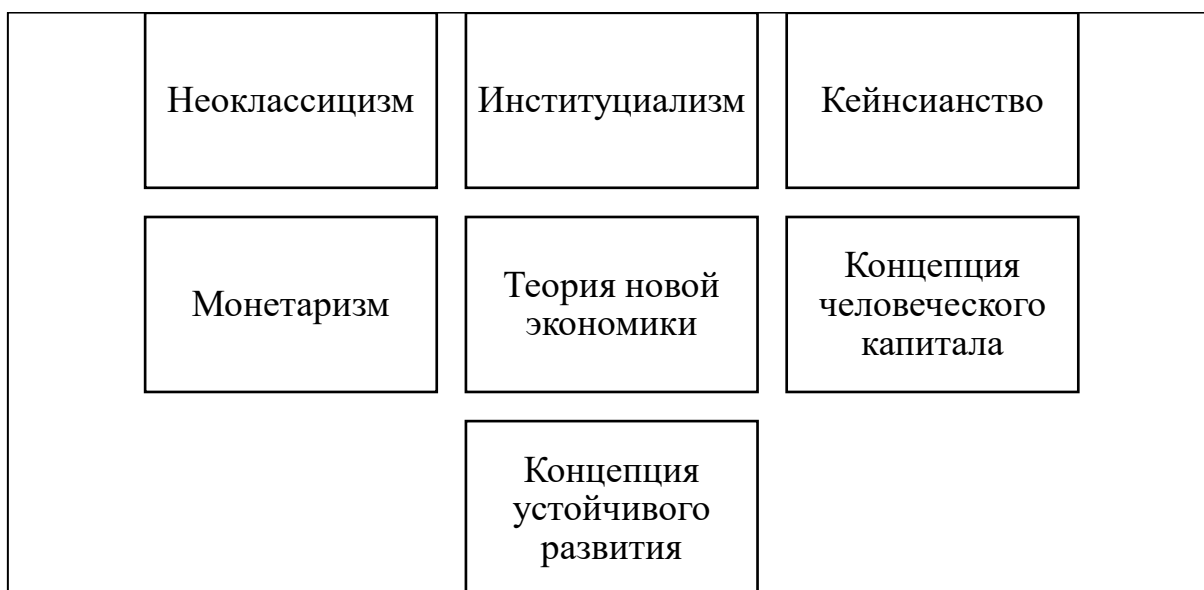 Неоклассицизм
Институциализм
Кейнсианство
Монетаризм
Теория новой
экономики
Концепция
человеческого
капитала
Концепция
устойчивого
развития